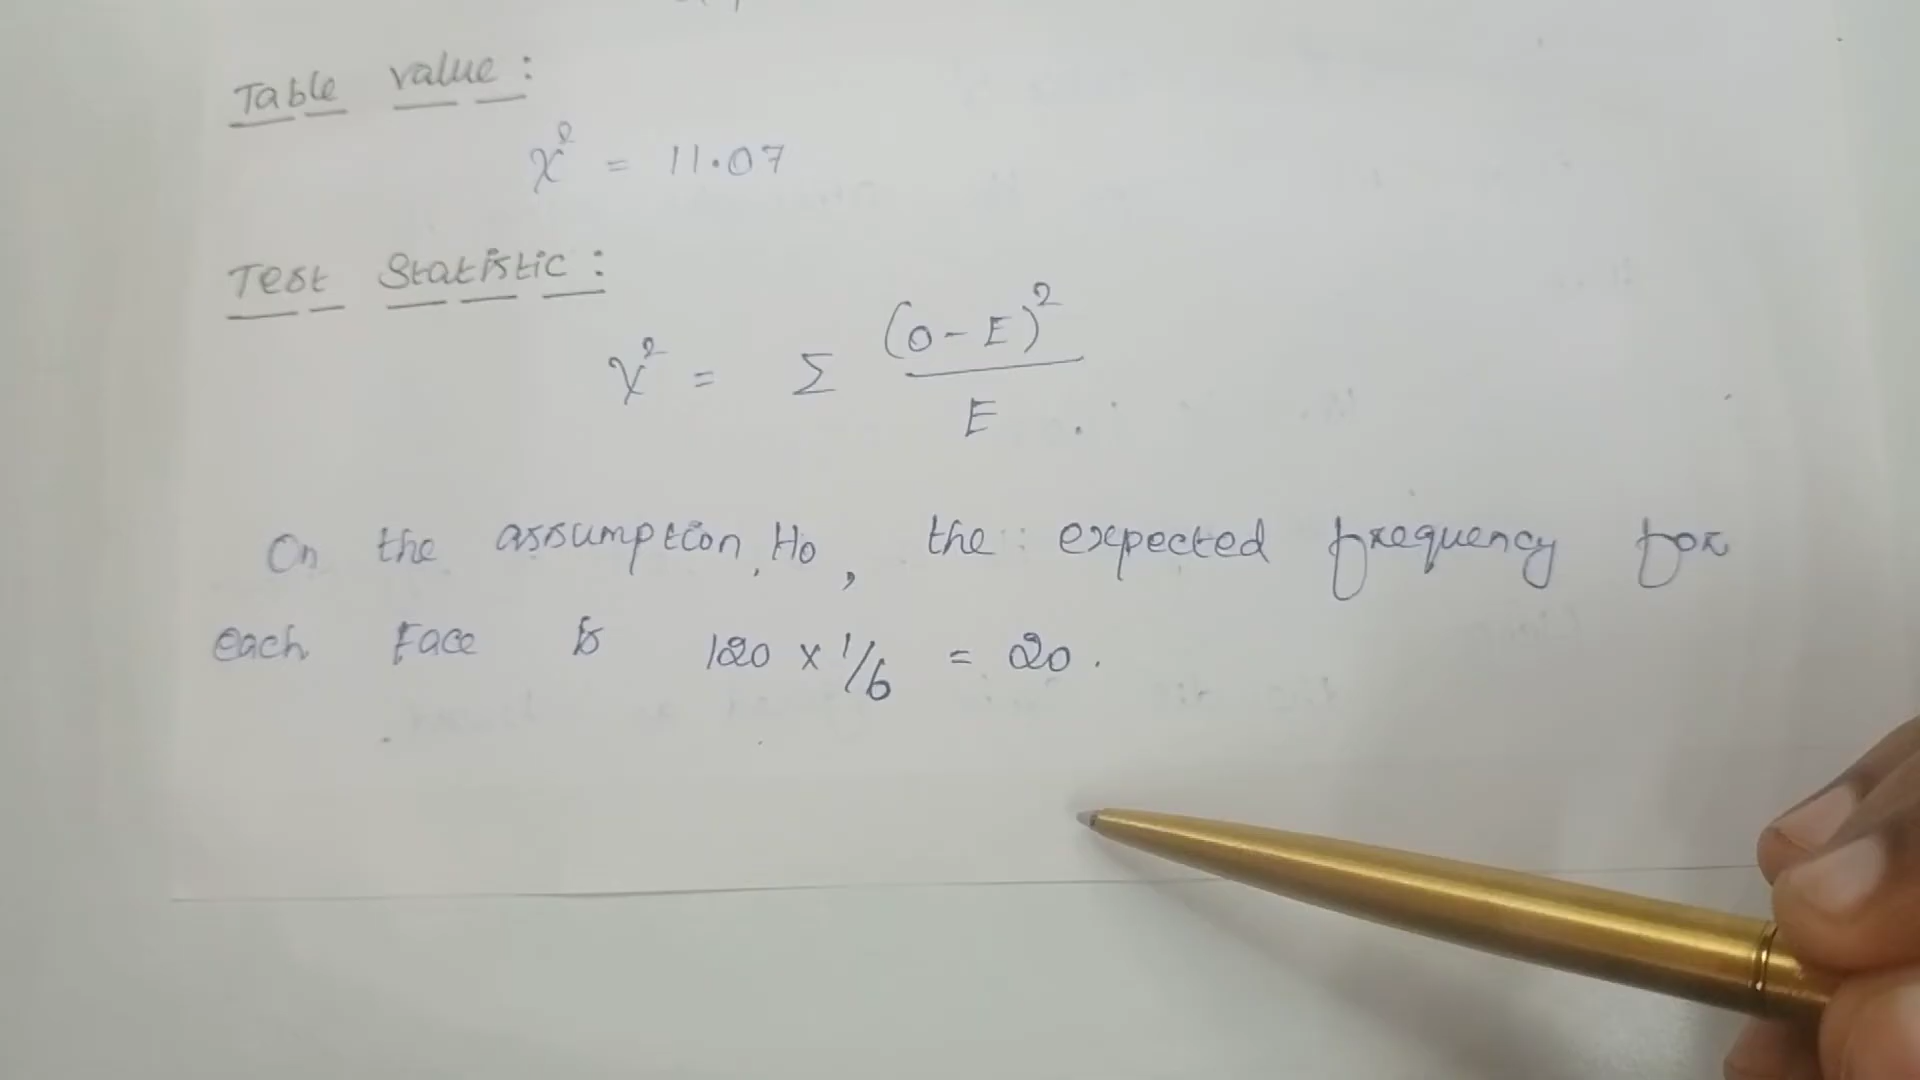 Table value:
χ² = 11.07
Test Statistic:
χ² = Σ (O-E)² / E.
On the assumption, H0, the expected frequency for
each Face is 120 x 1/6 = 20.